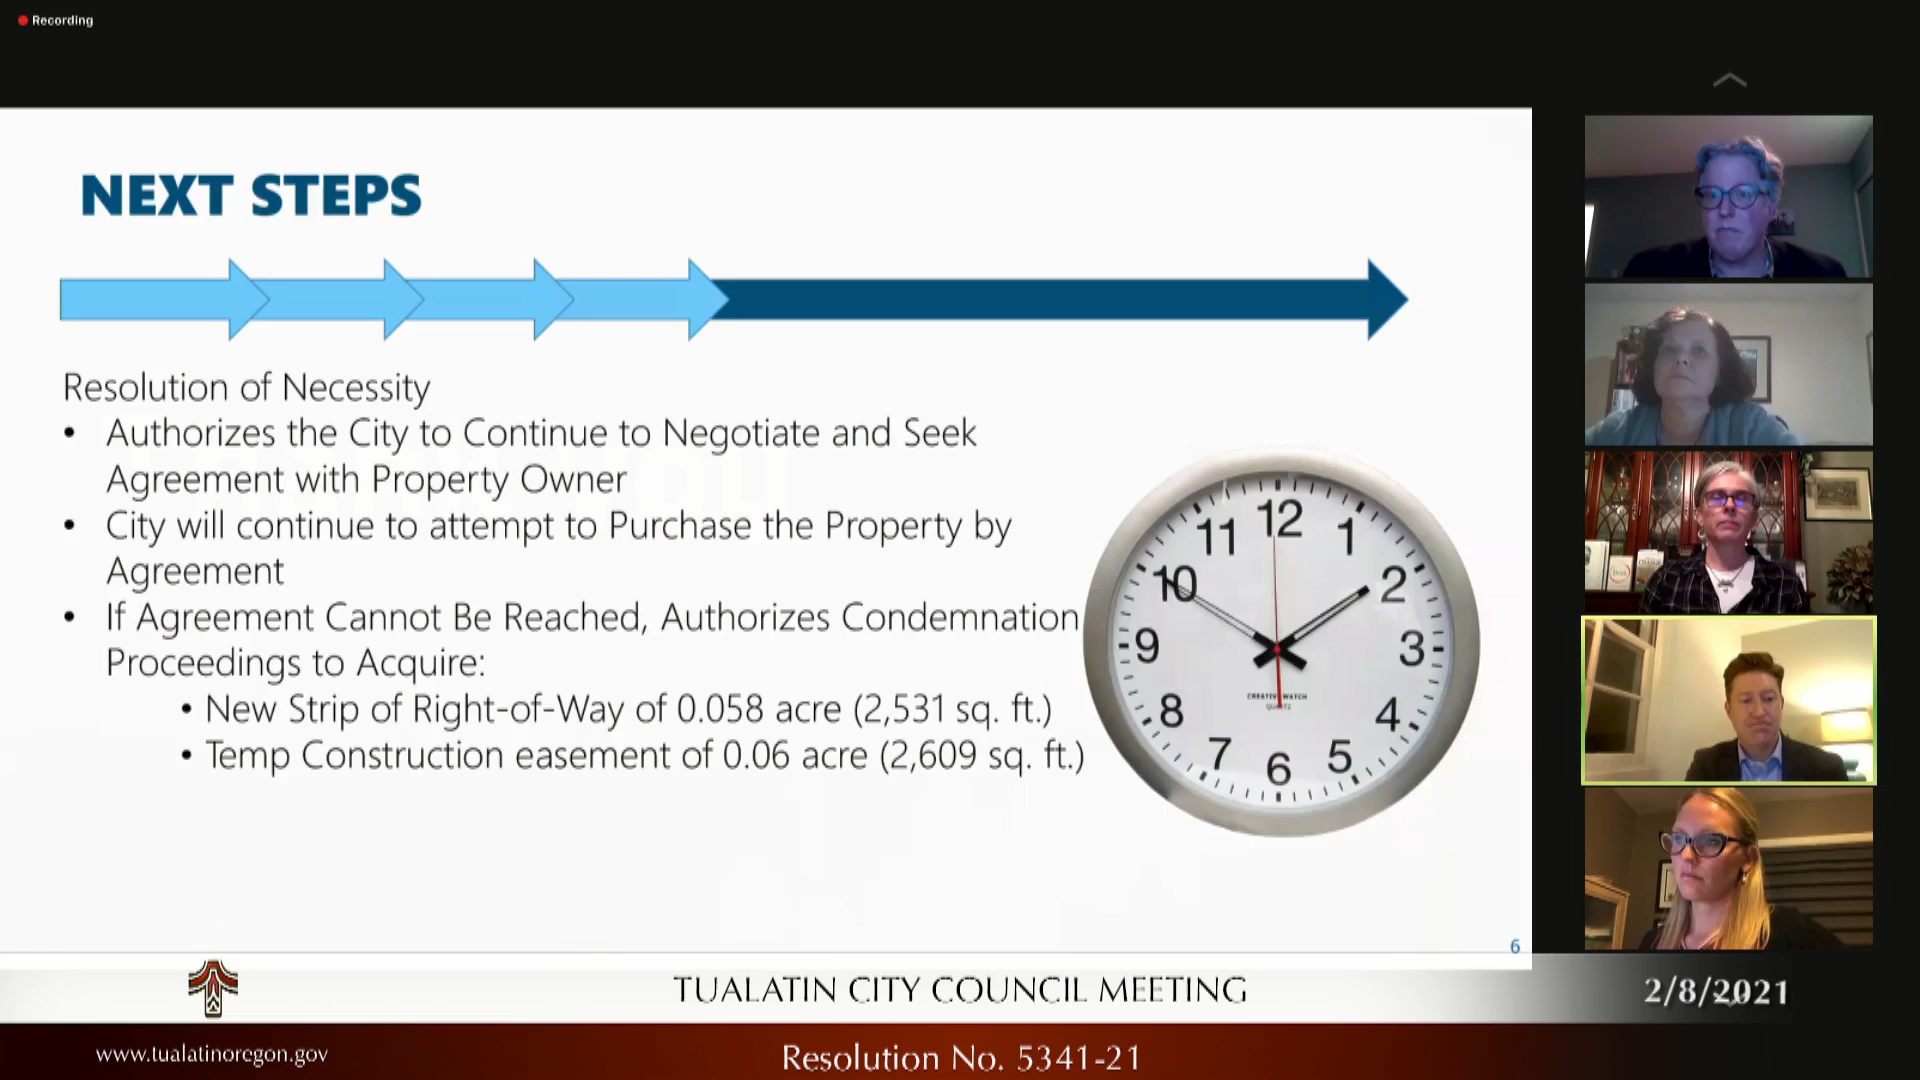 Recording
NEXT STEPS
Resolution of Necessity
• Authorizes the City to Continue to Negotiate and Seek
Agreement with Property Owner
• City will continue to attempt to Purchase the Property by
Agreement
• If Agreement Cannot Be Reached, Authorizes Condemnation
Proceedings to Acquire:
• New Strip of Right-of-Way of 0.058 acre (2,531 sq. ft.)
• Temp Construction easement of 0.06 acre (2,609 sq. ft.)
12
11 1
10 2
9 3
8 4
7 5
6
6
TUALATIN CITY COUNCIL MEETING
2/8/2021
www.tualatinoregon.gov
Resolution No. 5341-21